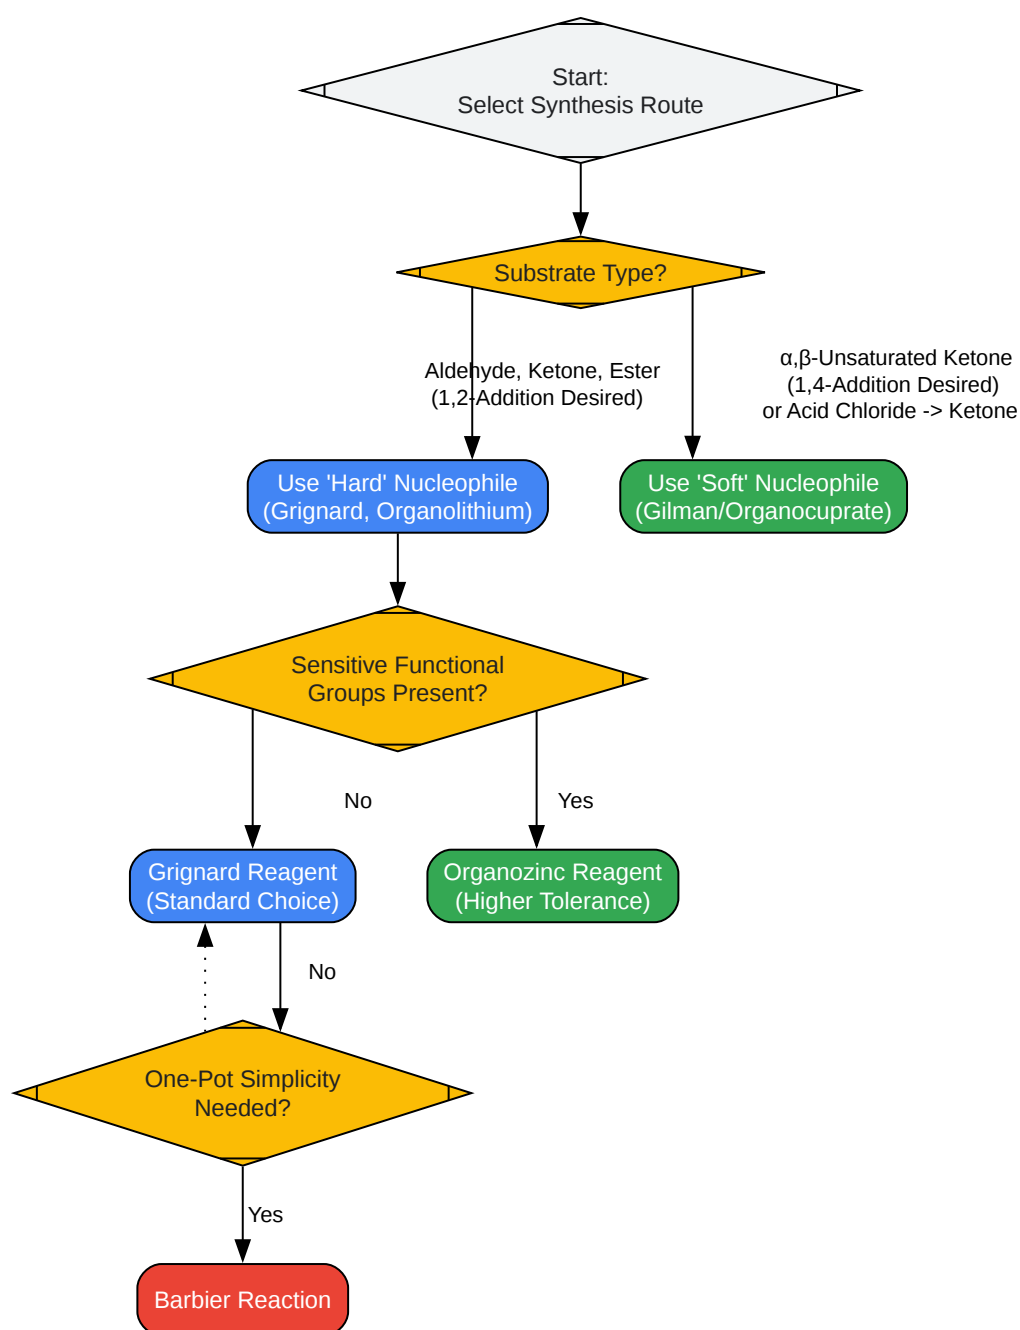 Start:
Select Synthesis Route
Substrate Type?
Aldehyde, Ketone, Ester
(1,2-Addition Desired)
α,β-Unsaturated Ketone
(1,4-Addition Desired)
or Acid Chloride -> Ketone
Use 'Hard' Nucleophile
(Grignard, Organolithium)
Use 'Soft' Nucleophile
(Gilman/Organocuprate)
Sensitive Functional
Groups Present?
No
Yes
Grignard Reagent
(Standard Choice)
Organozinc Reagent
(Higher Tolerance)
No
One-Pot Simplicity
Needed?
Yes
Barbier Reaction